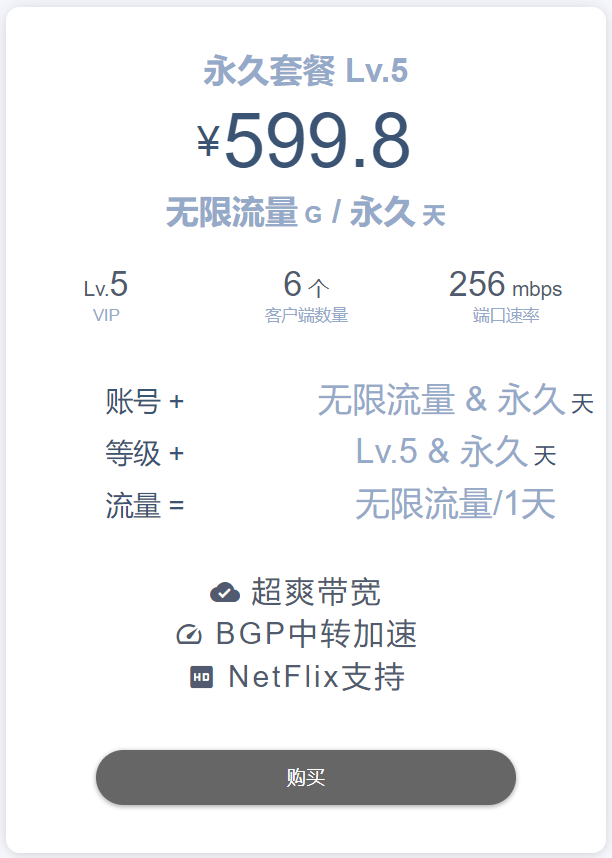 永久套餐 Lv.5
¥599.8
无限流量 G / 永久 天
Lv.5 6 个 256 mbps
VIP 客户端数量 端口速率
账号 + 无限流量 & 永久 天
等级 + Lv.5 & 永久 天
流量 = 无限流量/1天
超爽带宽
BGP中转加速
HD NetFlix支持
购买